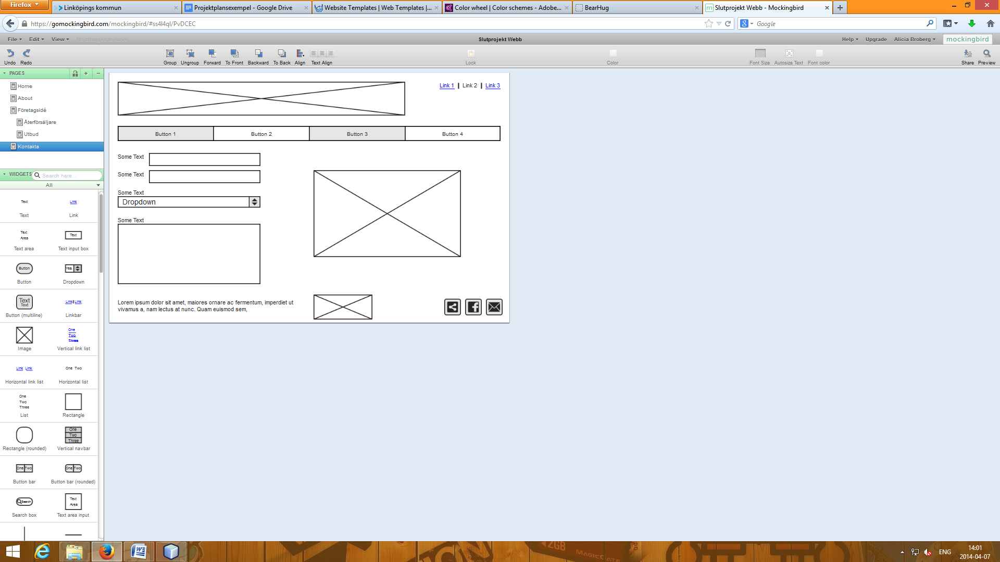 Firefox
Linköpings kommun
Projektplansexempel - Google Drive
Website Templates | Web Templates |...
Color wheel | Color schemes - Adobe...
BearHug
Slutprojekt Webb - Mockingbird
https://gomockingbird.com/mockingbird/#ss4l4ql/PvDCEC
Google
File Edit View No changes to save
Slutprojekt Webb
Help Upgrade Alicia Broberg mockingbird
Undo Redo
Group Ungroup Forward To Front Backward To Back Align Text Align
Lock
Color
Font Size Autosize Text Font color
Share Preview
PAGES
Home
About
Företagsidé
Återförsäljare
Utbud
Kontakta
WIDGETS Search here...
All
Text Link
Text Link
Text Area Text
Text area Text input box
Button Yes
Button Dropdown
Text Text Link Link
Button (multiline) Linkbar
One
Two
Three
Image Vertical link list
Link Link One Two
Horizontal link list Horizontal list
One
Two
Three
List Rectangle
One
Two
Three
Rectangle (rounded) Vertical navbar
One Two One Two
Button bar Button bar (rounded)
Search Text Area
Search box Text area input
Link 1 | Link 2 | Link 3
Button 1 Button 2 Button 3 Button 4
Some Text
Some Text
Some Text
Dropdown
Some Text
Lorem ipsum dolor sit amet, maiores ornare ac fermentum, imperdiet ut
vivamus a, nam lectus at nunc. Quam euismod sem,
ZGB
MAGICGATE
ENG
14:01
2014-04-07